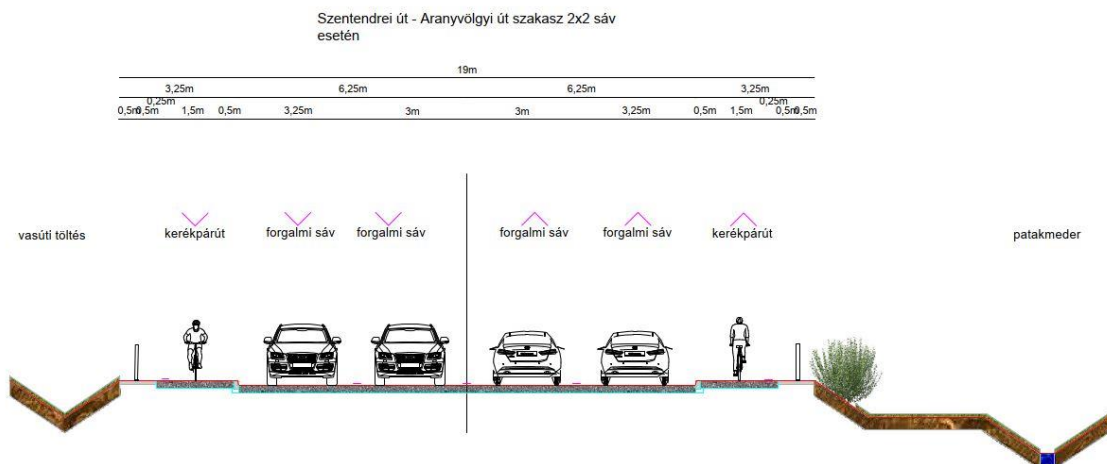 Szentendrei út - Aranyvölgyi út szakasz 2x2 sáv
esetén
19m
3,25m 6,25m 6,25m 3,25m
0,25m 0,25m
0,5m 0,5m 1,5m 0,5m 3,25m 3m 3m 3,25m 0,5m 1,5m 0,5m 0,5m
vasúti töltés kerékpárút forgalmi sáv forgalmi sáv forgalmi sáv forgalmi sáv kerékpárút patakmeder